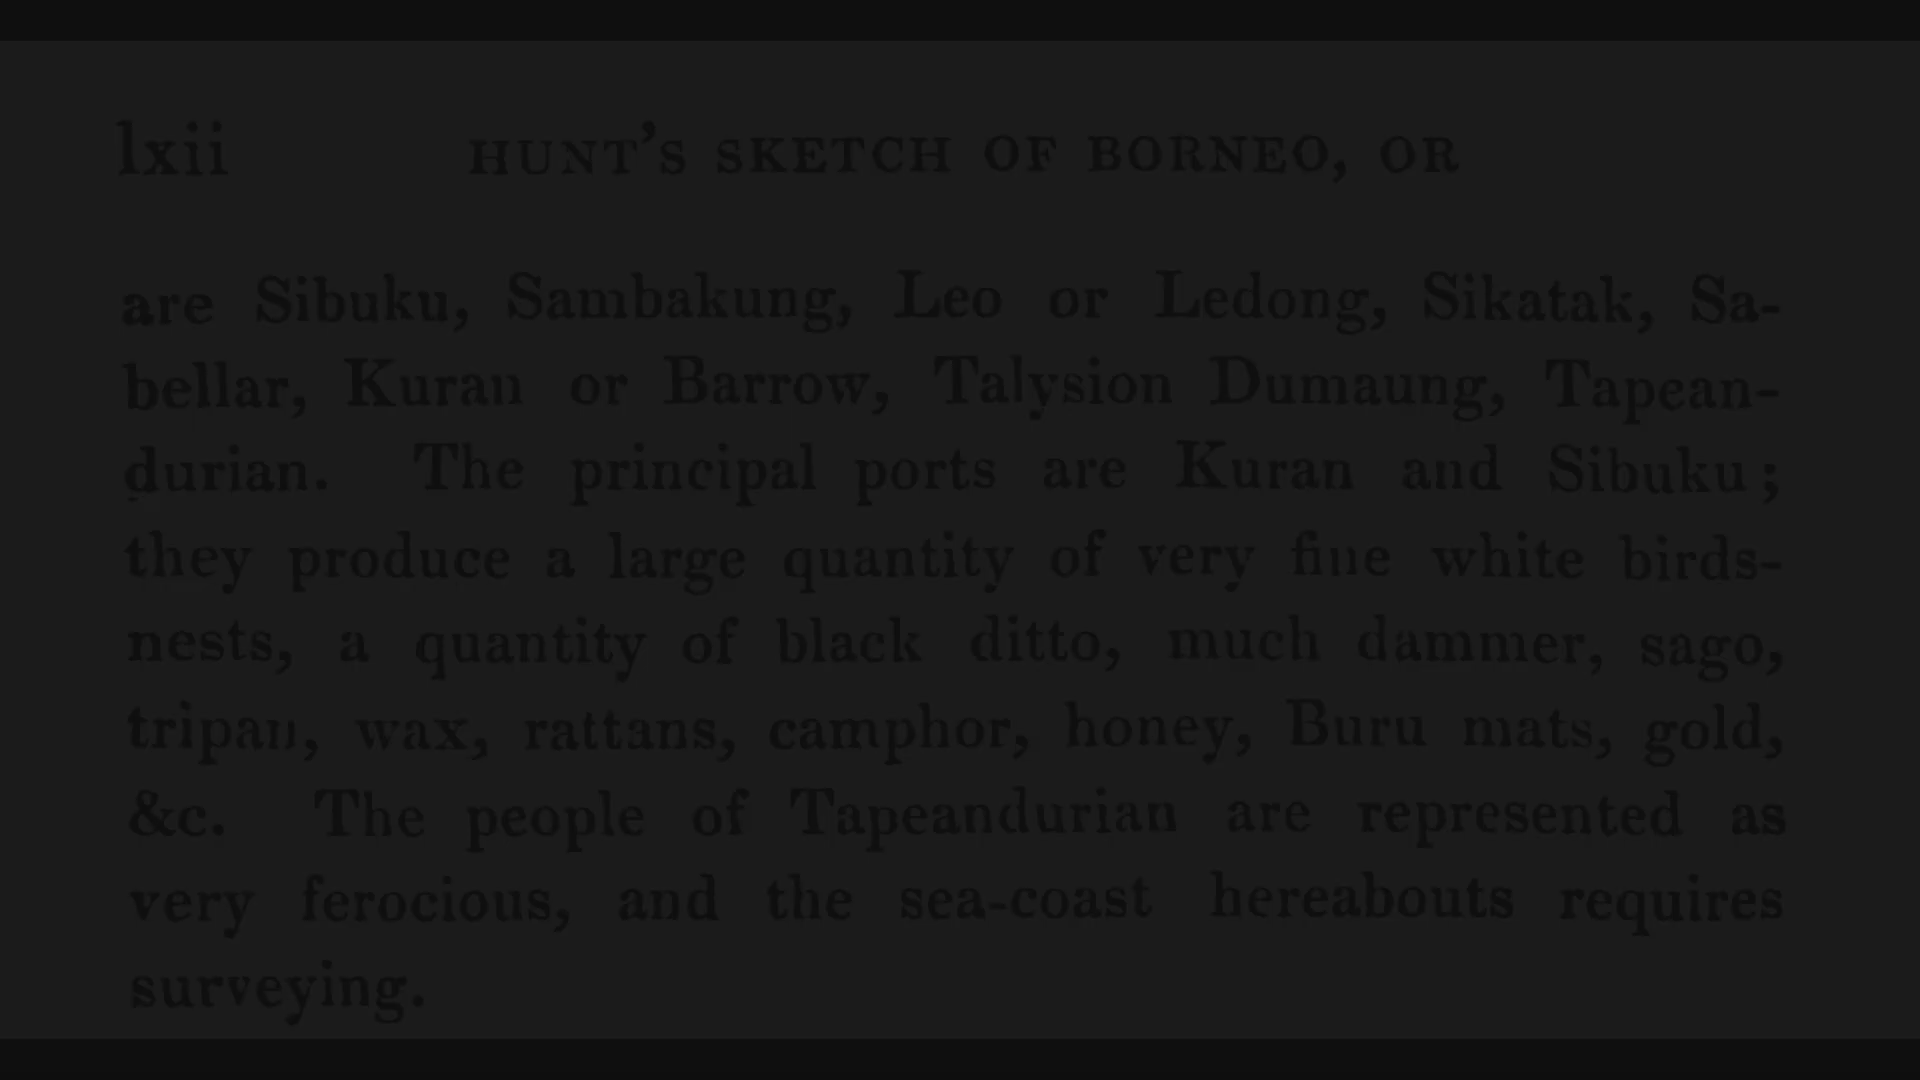 lxii HUNT'S SKETCH OF BORNEO, OR
are Sibuku, Sambakung, Leo or Ledong, Sikatak, Sa-
bellar, Kuran or Barrow, Talysion Dumaung, Tapean-
durian. The principal ports are Kuran and Sibuku;
they produce a large quantity of very fine white birds-
nests, a quantity of black ditto, much dammer, sago,
tripan, wax, rattans, camphor, honey, Buru mats, gold,
&c. The people of Tapeandurian are represented as
very ferocious, and the sea-coast hereabouts requires
surveying.